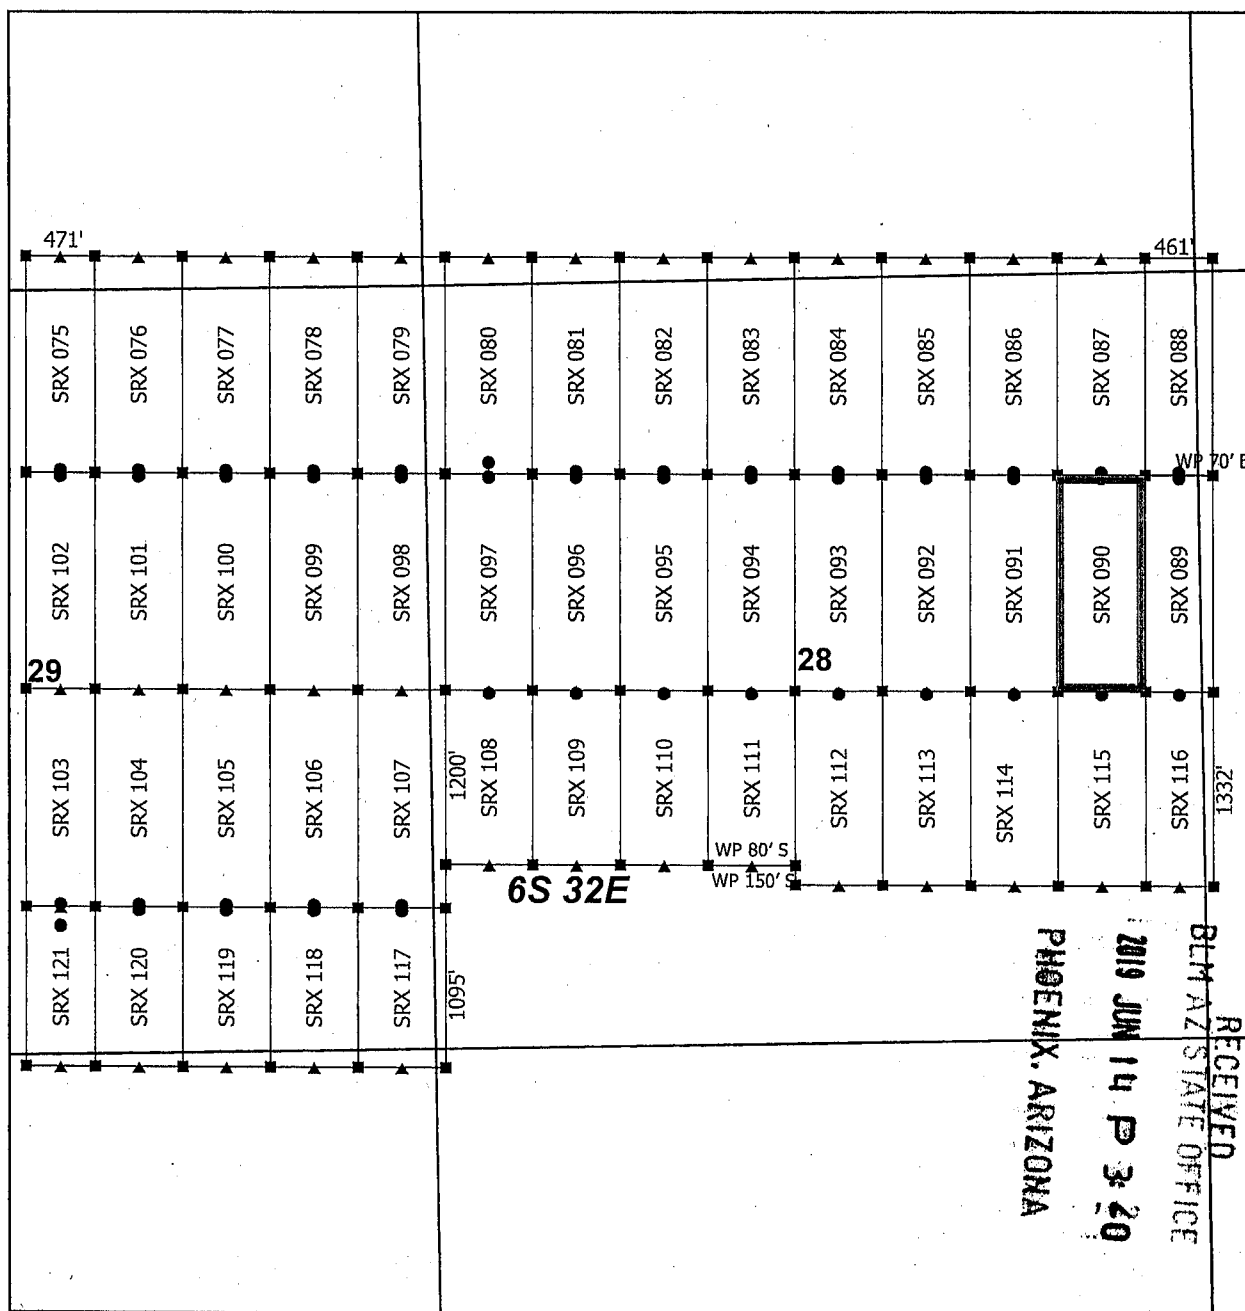 471'
461'
SRX 075
SRX 076
SRX 077
SRX 078
SRX 079
SRX 080
SRX 081
SRX 082
SRX 083
SRX 084
SRX 085
SRX 086
SRX 087
SRX 088
WP 70' E
SRX 102
SRX 101
SRX 100
SRX 099
SRX 098
SRX 097
SRX 096
SRX 095
SRX 094
SRX 093
SRX 092
SRX 091
SRX 090
SRX 089
29
28
SRX 103
SRX 104
SRX 105
SRX 106
SRX 107
1200'
SRX 108
SRX 109
SRX 110
SRX 111
SRX 112
SRX 113
SRX 114
SRX 115
SRX 116
1332'
WP 80' S
WP 150' S
6S 32E
SRX 121
SRX 120
SRX 119
SRX 118
SRX 117
1095'
RECEIVED
BLM AZ STATE OFFICE
2019 JUN 14 P 3: 20
PHOENIX, ARIZONA